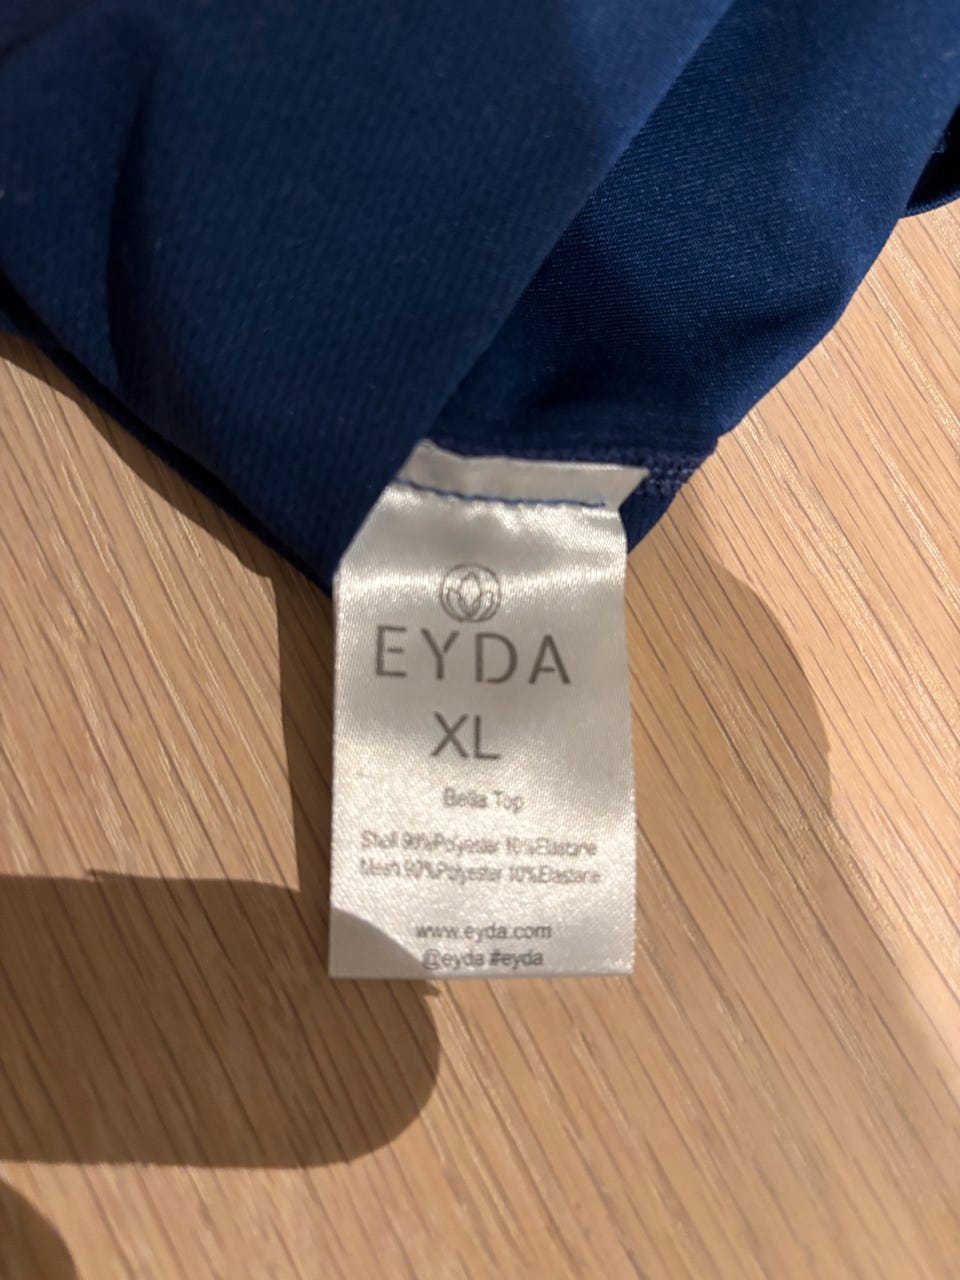 EYDA
XL
Bella Top
Shell 90%Polyester 10%Elastane
Mesh 90%Polyester 10%Elastane
www.eyda.com
@eyda #eyda